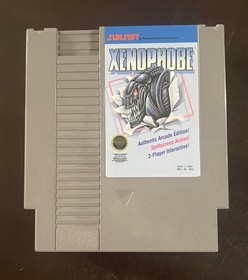 SUNSOFT
XENOPHOBE
Authentic Arcade Edition!
Splitscreen Action!
2-Player Interactive!